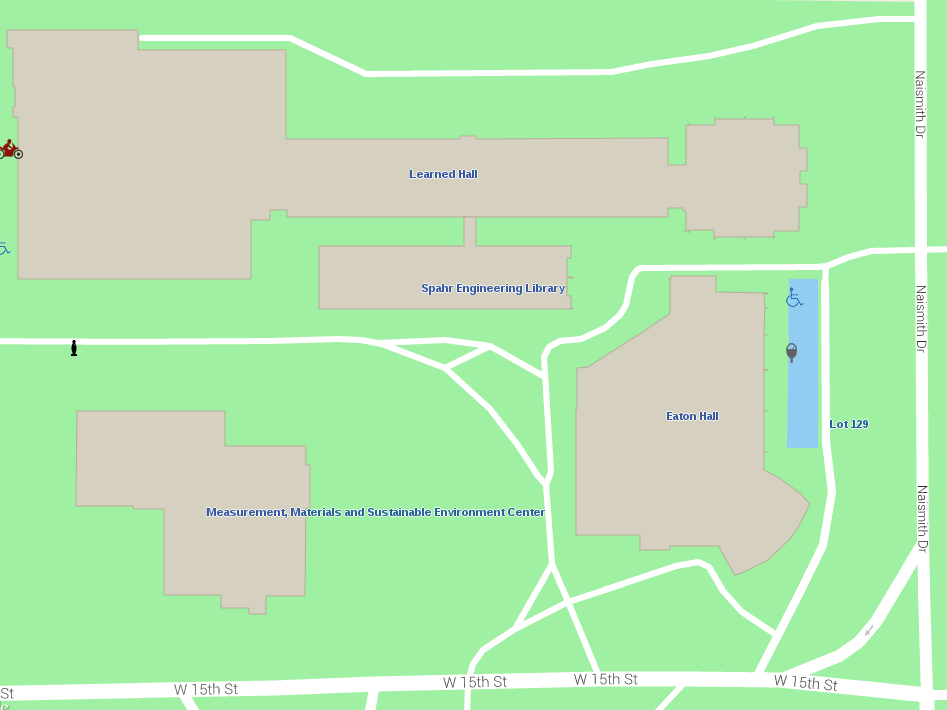 Naismith Dr
Learned Hall
Spahr Engineering Library
Naismith Dr
Eaton Hall
Lot 129
Measurement, Materials and Sustainable Environment Center
Naismith Dr
W 15th St
W 15th St
W 15th St
W 15th St
St